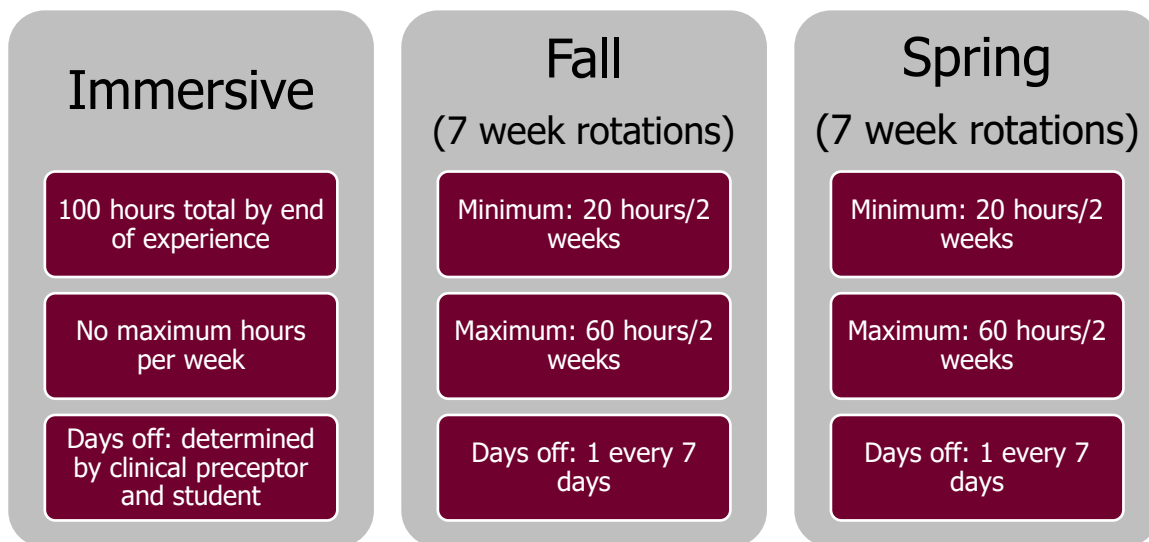 Immersive
100 hours total by end
of experience
No maximum hours
per week
Days off: determined
by clinical preceptor
and student
Fall
(7 week rotations)
Minimum: 20 hours/2
weeks
Maximum: 60 hours/2
weeks
Days off: 1 every 7
days
Spring
(7 week rotations)
Minimum: 20 hours/2
weeks
Maximum: 60 hours/2
weeks
Days off: 1 every 7
days